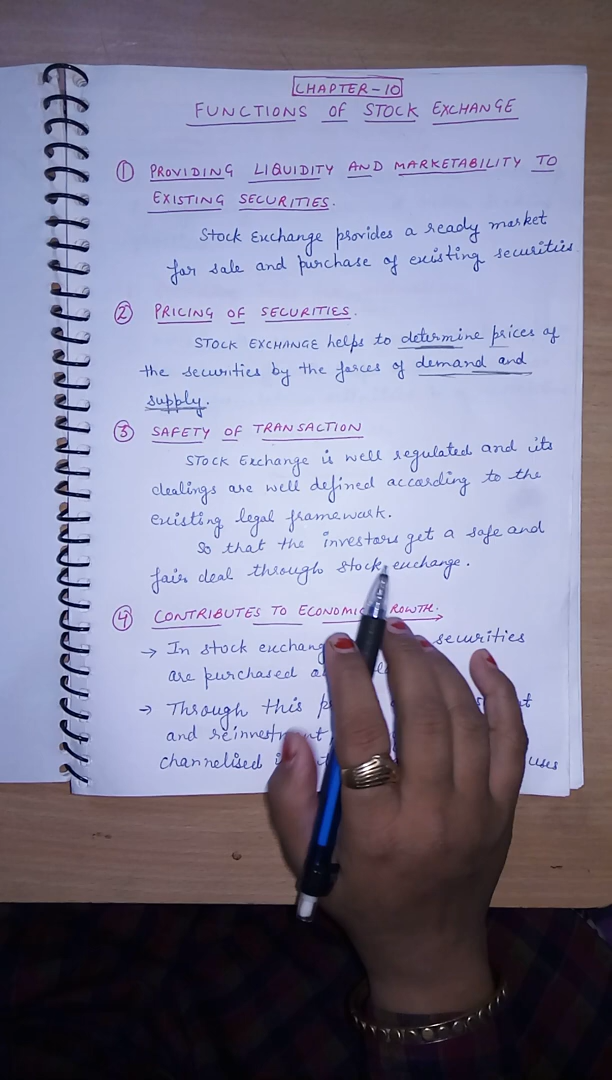 CHAPTER-10
FUNCTIONS OF STOCK EXCHANGE
① PROVIDING LIQUIDITY AND MARKETABILITY TO
EXISTING SECURITIES.
Stock Exchange provides a ready market
for sale and purchase of existing securities.
② PRICING OF SECURITIES.
STOCK EXCHANGE helps to determine prices of
the securities by the forces of demand and
supply.
③ SAFETY OF TRANSACTION
Stock Exchange is well regulated and its
dealings are well defined according to the
existing legal framework.
So that the investors get a safe and
fair deal through stock exchange.
④ CONTRIBUTES TO ECONOMIC ROWTH.
→ In stock exchang securities
are purchased
→ Through this
and reinvestment
channelised uses